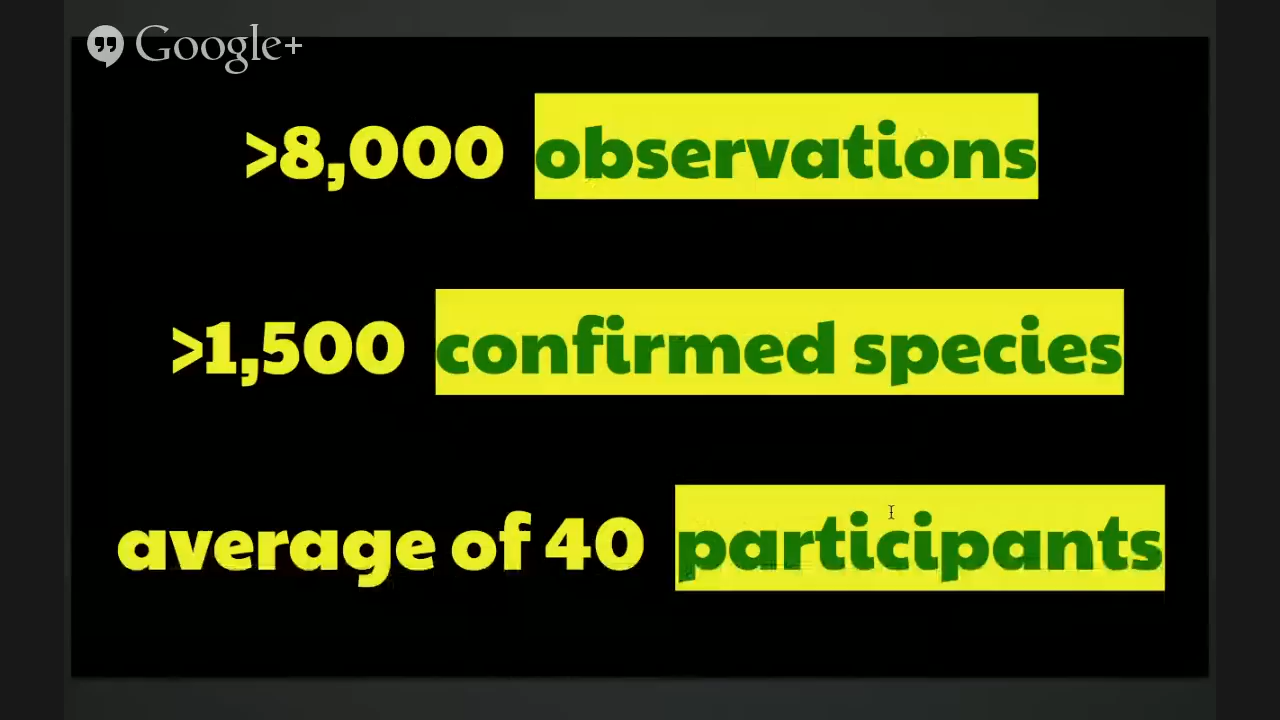 Google+
>8,000 observations
>1,500 confirmed species
average of 40 participants